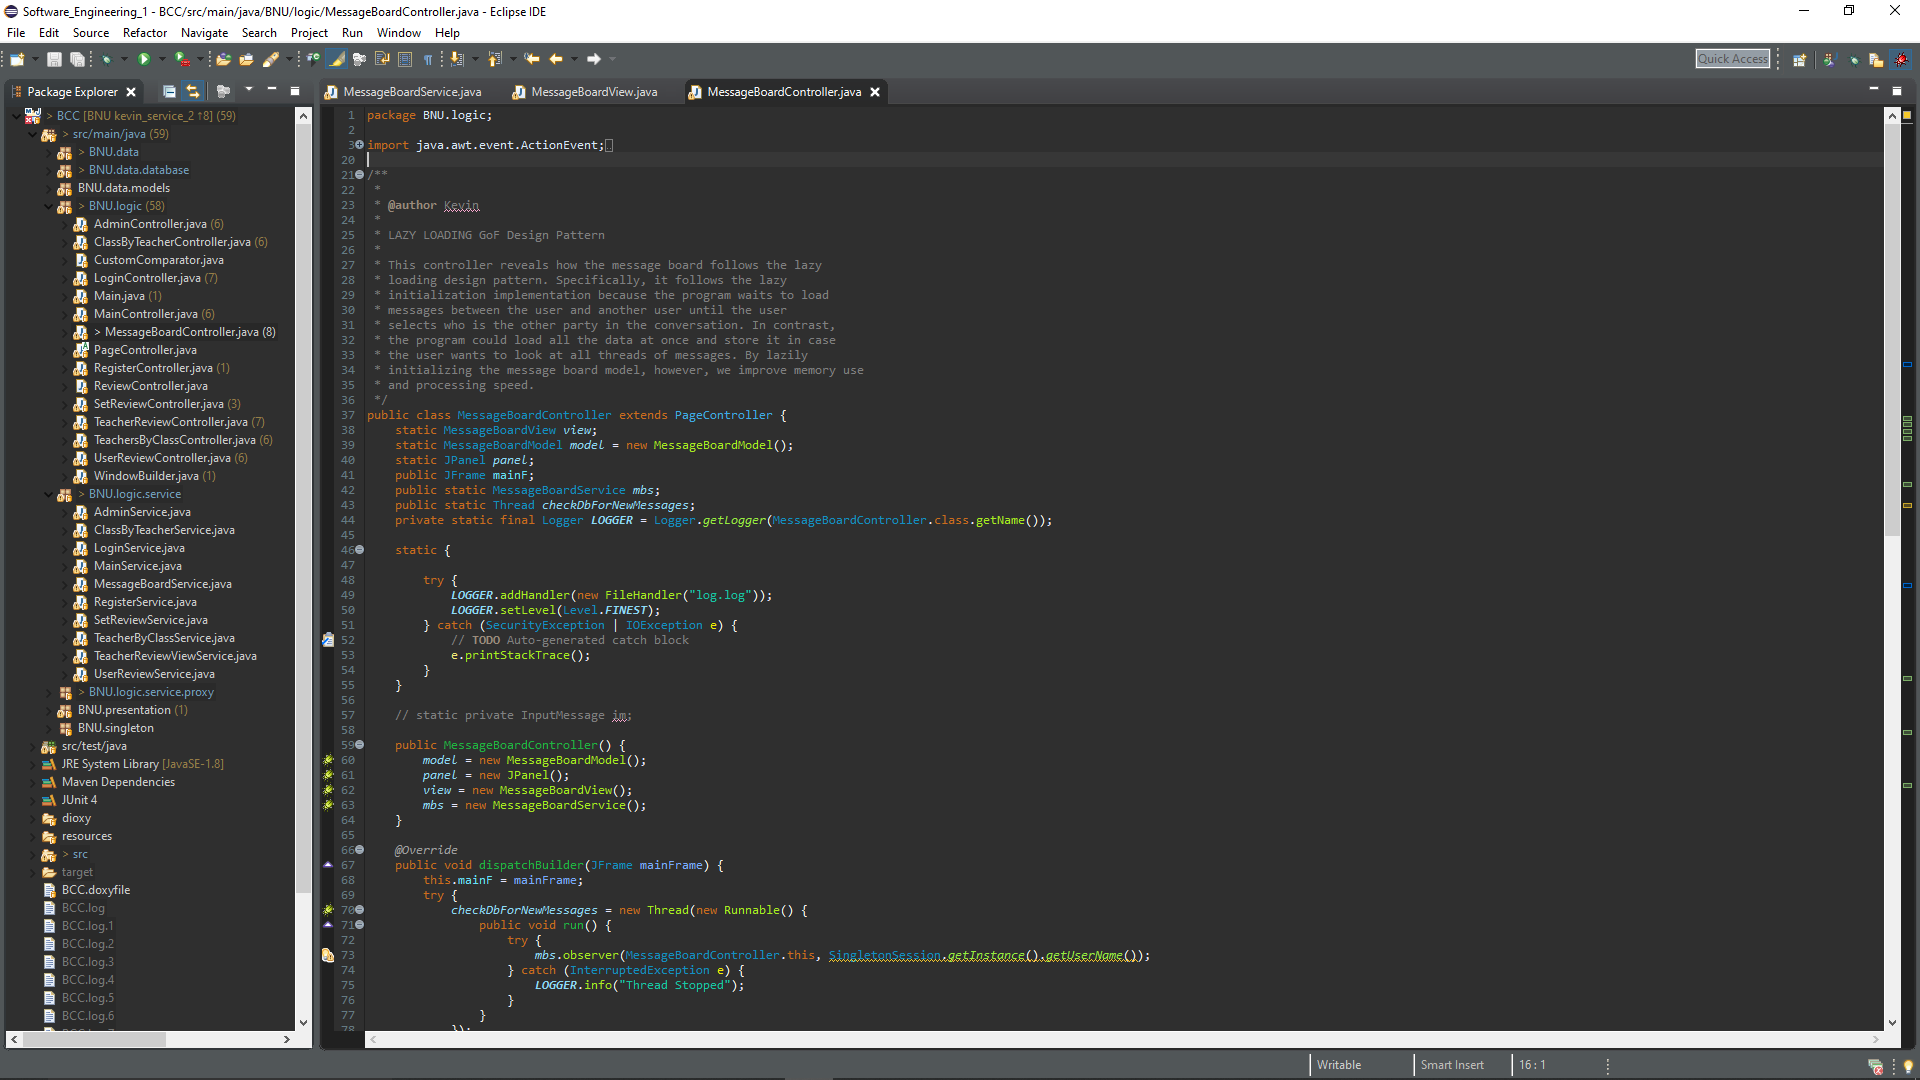 Software_Engineering_1 - BCC/src/main/java/BNU/logic/MessageBoardController.java - Eclipse IDE
File Edit Source Refactor Navigate Search Project Run Window Help
Quick Access
Package Explorer
> BCC [BNU kevin_service_2 ↑8] (59)
> src/main/java (59)
> BNU.data
> BNU.data.database
BNU.data.models
> BNU.logic (58)
AdminController.java (6)
ClassByTeacherController.java (6)
CustomComparator.java
LoginController.java (7)
Main.java (1)
MainController.java (6)
> MessageBoardController.java (8)
PageController.java
RegisterController.java (1)
ReviewController.java
SetReviewController.java (3)
TeacherReviewController.java (7)
TeachersByClassController.java (6)
UserReviewController.java (6)
WindowBuilder.java (1)
> BNU.logic.service
AdminService.java
ClassByTeacherService.java
LoginService.java
MainService.java
MessageBoardService.java
RegisterService.java
SetReviewService.java
TeacherByClassService.java
TeacherReviewViewService.java
UserReviewService.java
> BNU.logic.service.proxy
BNU.presentation (1)
BNU.singleton
src/test/java
JRE System Library [JavaSE-1.8]
Maven Dependencies
JUnit 4
dioxy
resources
> src
target
BCC.doxyfile
BCC.log
BCC.log.1
BCC.log.2
BCC.log.3
BCC.log.4
BCC.log.5
BCC.log.6
MessageBoardService.java MessageBoardView.java MessageBoardController.java
1 package BNU.logic;
2
3 import java.awt.event.ActionEvent;
20
21 /**
22 *
23 * @author Kevin
24 *
25 * LAZY LOADING GoF Design Pattern
26 *
27 * This controller reveals how the message board follows the lazy
28 * loading design pattern. Specifically, it follows the lazy
29 * initialization implementation because the program waits to load
30 * messages between the user and another user until the user
31 * selects who is the other party in the conversation. In contrast,
32 * the program could load all the data at once and store it in case
33 * the user wants to look at all threads of messages. By lazily
34 * initializing the message board model, however, we improve memory use
35 * and processing speed.
36 */
37 public class MessageBoardController extends PageController {
38 static MessageBoardView view;
39 static MessageBoardModel model = new MessageBoardModel();
40 static JPanel panel;
41 public JFrame mainF;
42 public static MessageBoardService mbs;
43 public static Thread checkDbForNewMessages;
44 private static final Logger LOGGER = Logger.getLogger(MessageBoardController.class.getName());
45
46 static {
47
48 try {
49 LOGGER.addHandler(new FileHandler("log.log"));
50 LOGGER.setLevel(Level.FINEST);
51 } catch (SecurityException | IOException e) {
52 // TODO Auto-generated catch block
53 e.printStackTrace();
54 }
55 }
56
57 // static private InputMessage im;
58
59 public MessageBoardController() {
60 model = new MessageBoardModel();
61 panel = new JPanel();
62 view = new MessageBoardView();
63 mbs = new MessageBoardService();
64 }
65
66 @Override
67 public void dispatchBuilder(JFrame mainFrame) {
68 this.mainF = mainFrame;
69 try {
70 checkDbForNewMessages = new Thread(new Runnable() {
71 public void run() {
72 try {
73 mbs.observer(MessageBoardController.this, SingletonSession.getInstance().getUserName());
74 } catch (InterruptedException e) {
75 LOGGER.info("Thread Stopped");
76 }
77 }
78 });
Writable Smart Insert 16 : 1